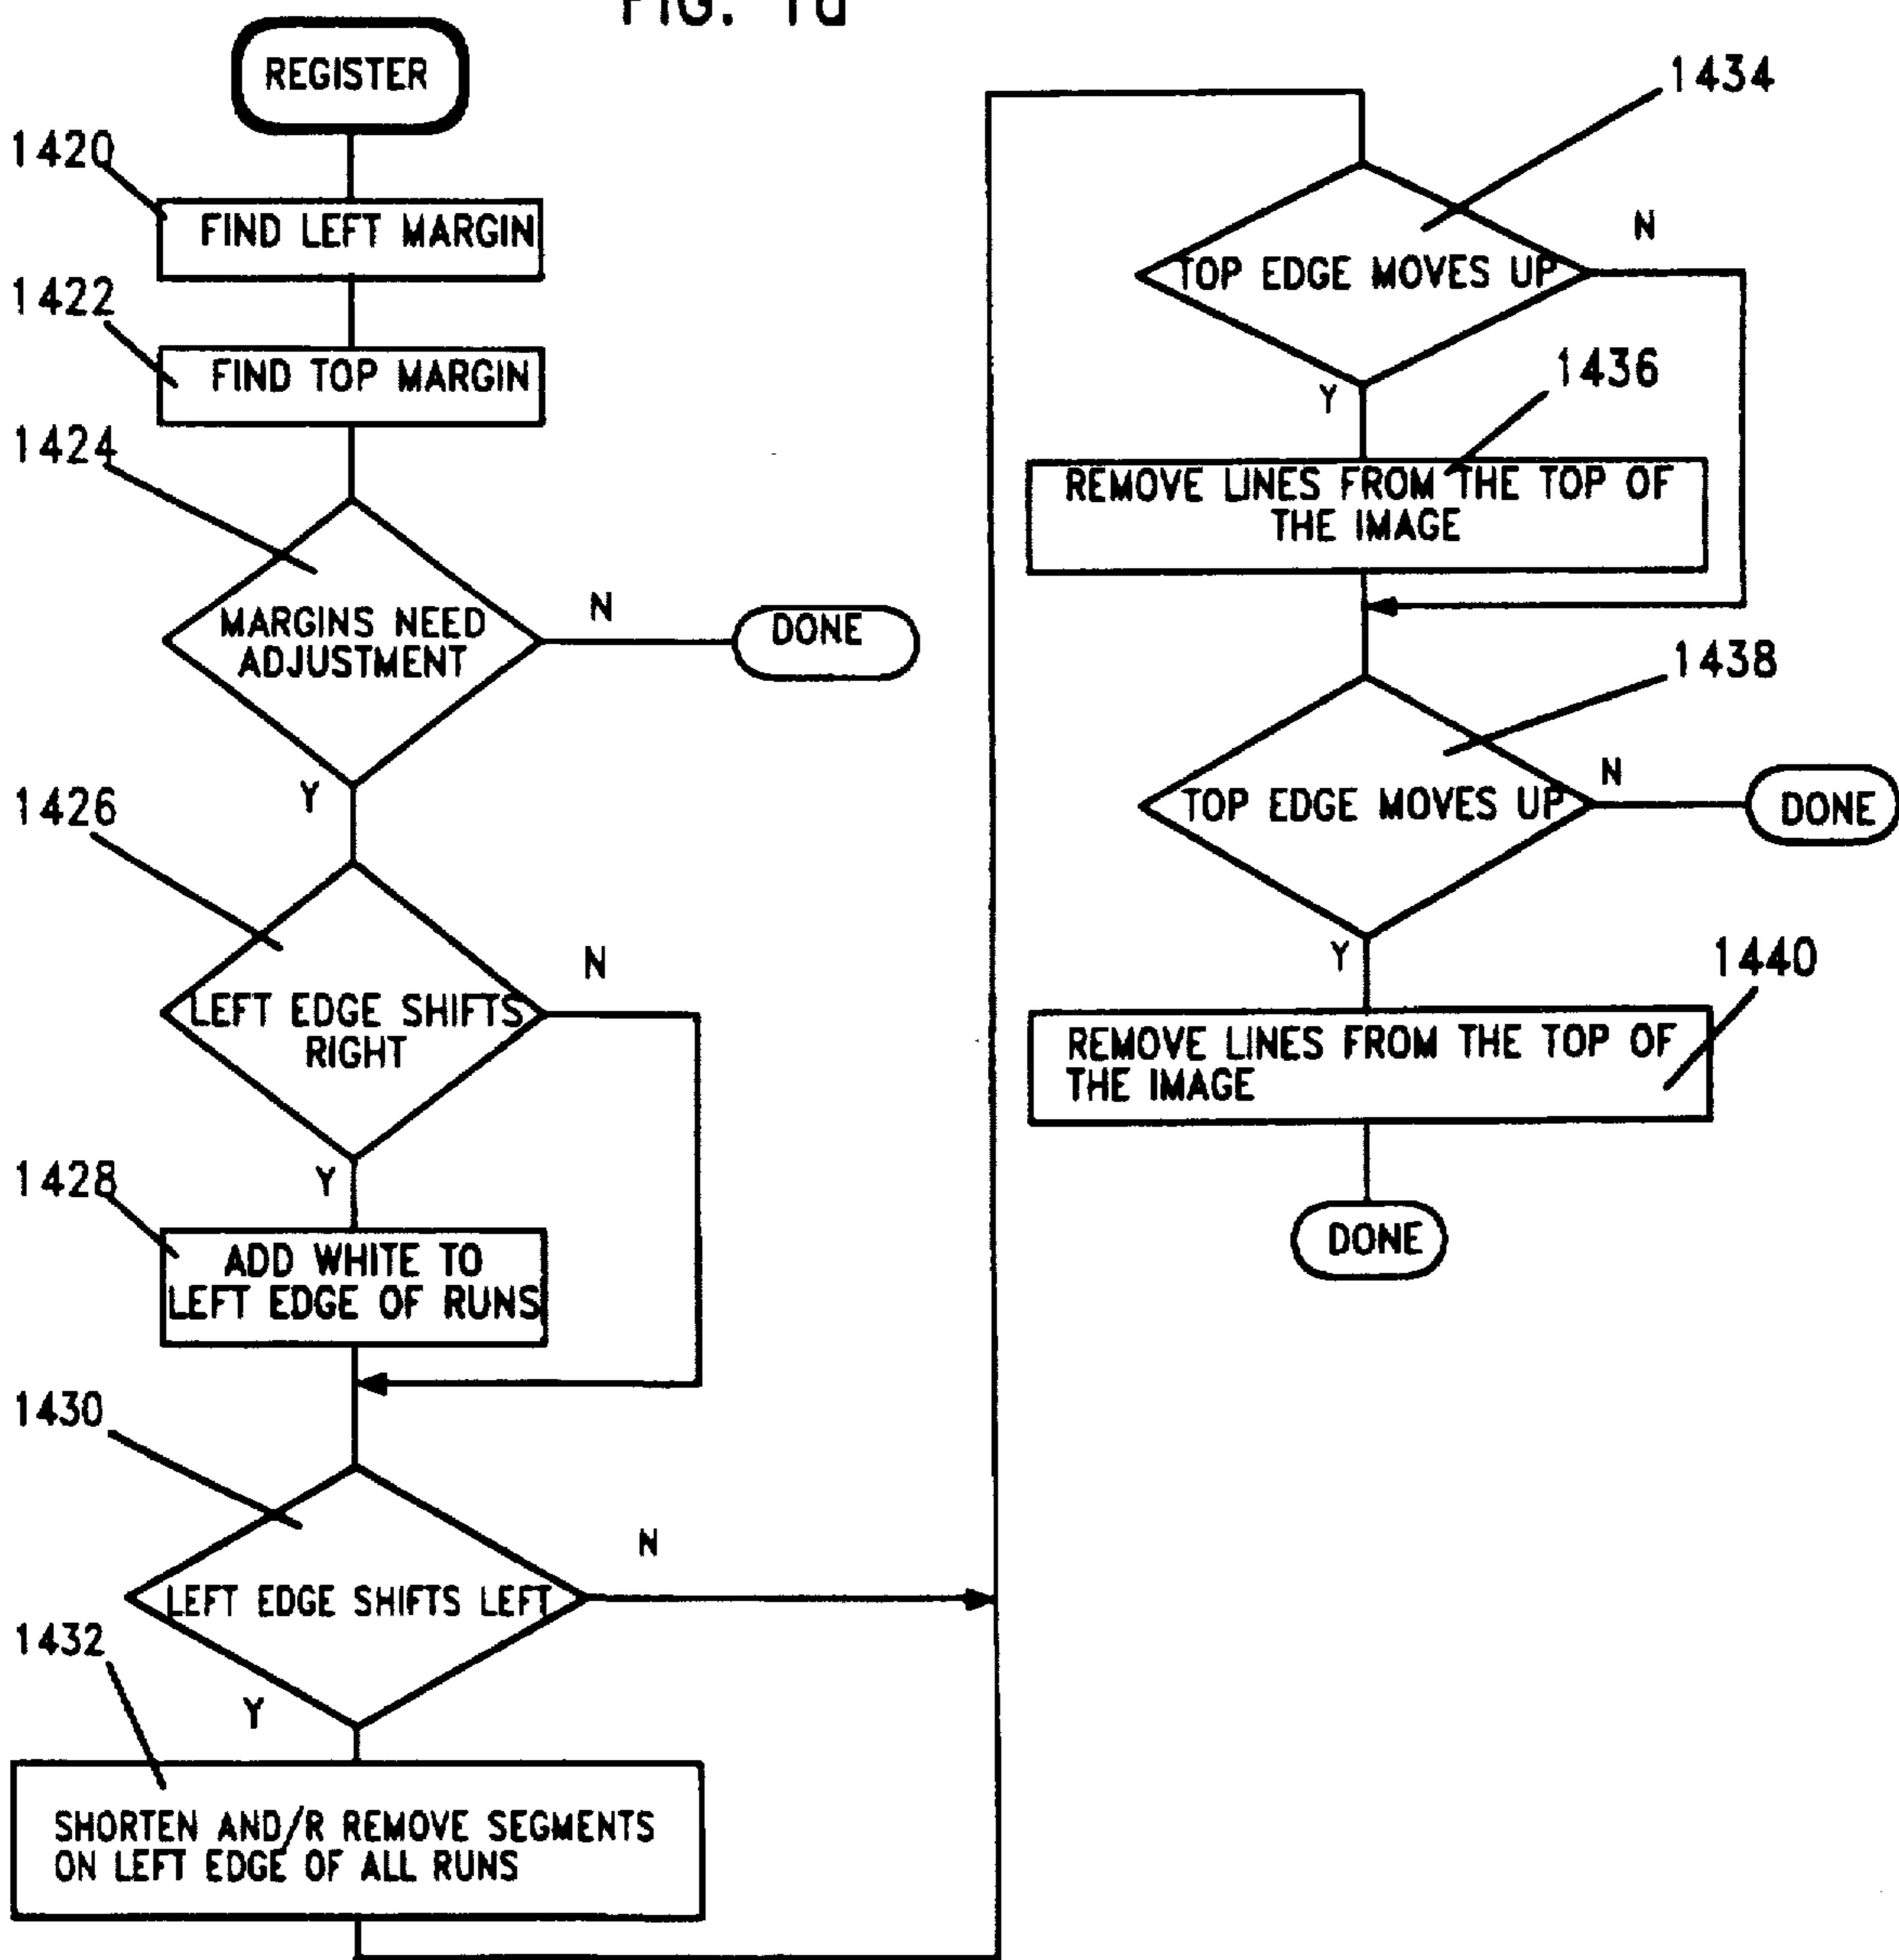 FIG. 1d
REGISTER
1420
FIND LEFT MARGIN
1422
FIND TOP MARGIN
1424
MARGINS NEED
ADJUSTMENT
N
DONE
Y
1426
LEFT EDGE SHIFTS
RIGHT
N
Y
1428
ADD WHITE TO
LEFT EDGE OF RUNS
1430
LEFT EDGE SHIFTS LEFT
N
Y
1432
SHORTEN AND/R REMOVE SEGMENTS
ON LEFT EDGE OF ALL RUNS
1434
TOP EDGE MOVES UP
N
Y
1436
REMOVE LINES FROM THE TOP OF
THE IMAGE
1438
TOP EDGE MOVES UP
N
DONE
Y
1440
REMOVE LINES FROM THE TOP OF
THE IMAGE
DONE